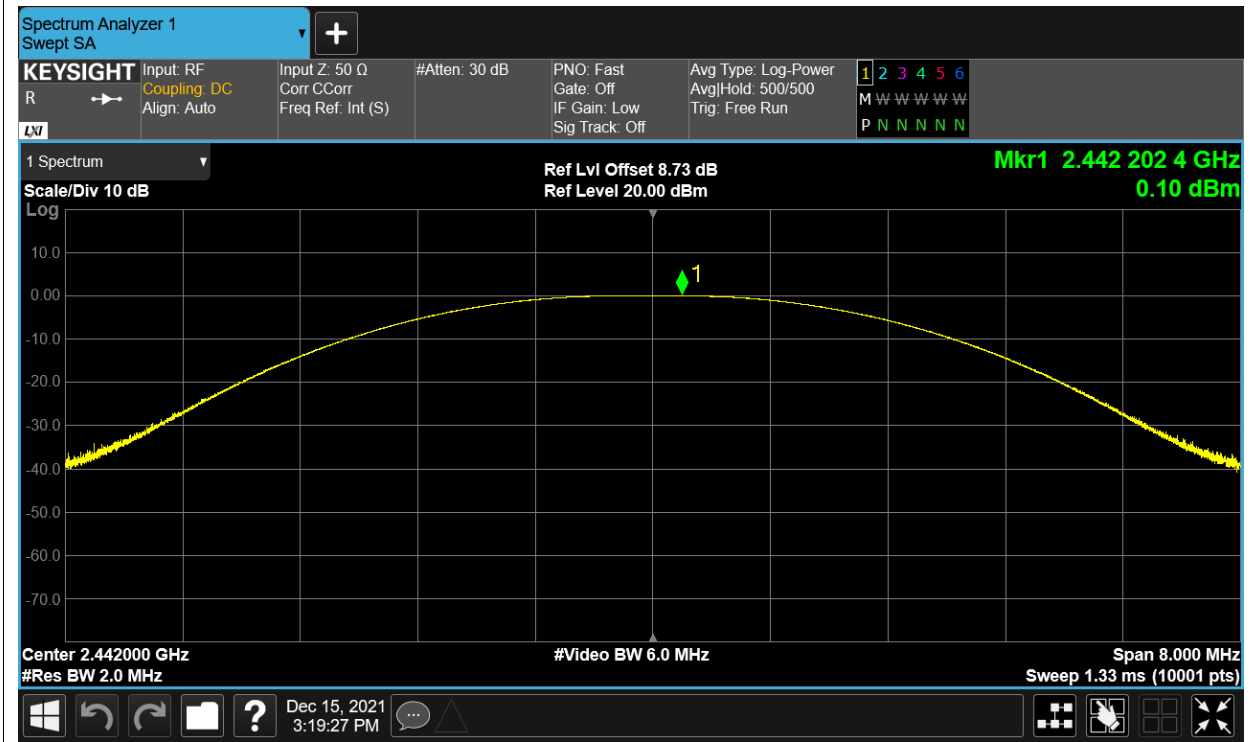 Spectrum Analyzer 1
Swept SA
KEYSIGHT
R
LXI
Input: RF
Coupling: DC
Align: Auto
Input Z: 50 Ω
Corr CCorr
Freq Ref: Int (S)
#Atten: 30 dB
PNO: Fast
Gate: Off
IF Gain: Low
Sig Track: Off
Avg Type: Log-Power
Avg|Hold: 500/500
Trig: Free Run
1 2 3 4 5 6
M W W W W W
P N N N N N
1 Spectrum
Scale/Div 10 dB
Log
Ref Lvl Offset 8.73 dB
Ref Level 20.00 dBm
Mkr1 2.442 202 4 GHz
0.10 dBm
1
10.0
0.00
-10.0
-20.0
-30.0
-40.0
-50.0
-60.0
-70.0
Center 2.442000 GHz
#Res BW 2.0 MHz
#Video BW 6.0 MHz
Span 8.000 MHz
Sweep 1.33 ms (10001 pts)
?
Dec 15, 2021
3:19:27 PM